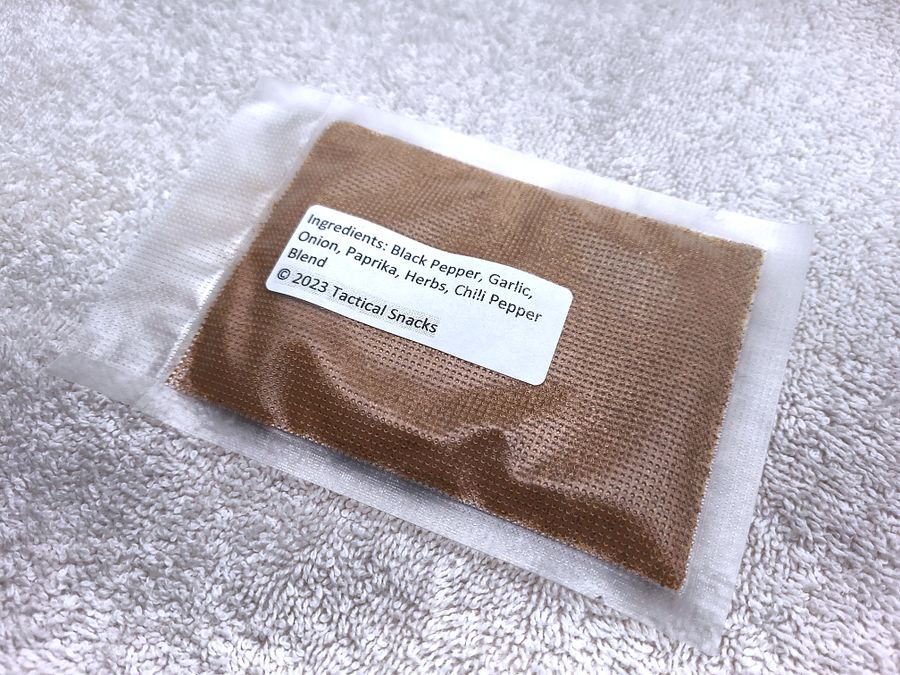 Ingredients: Black Pepper, Garlic,
Onion, Paprika, Herbs, Chili Pepper
Blend
© 2023 Tactical Snacks